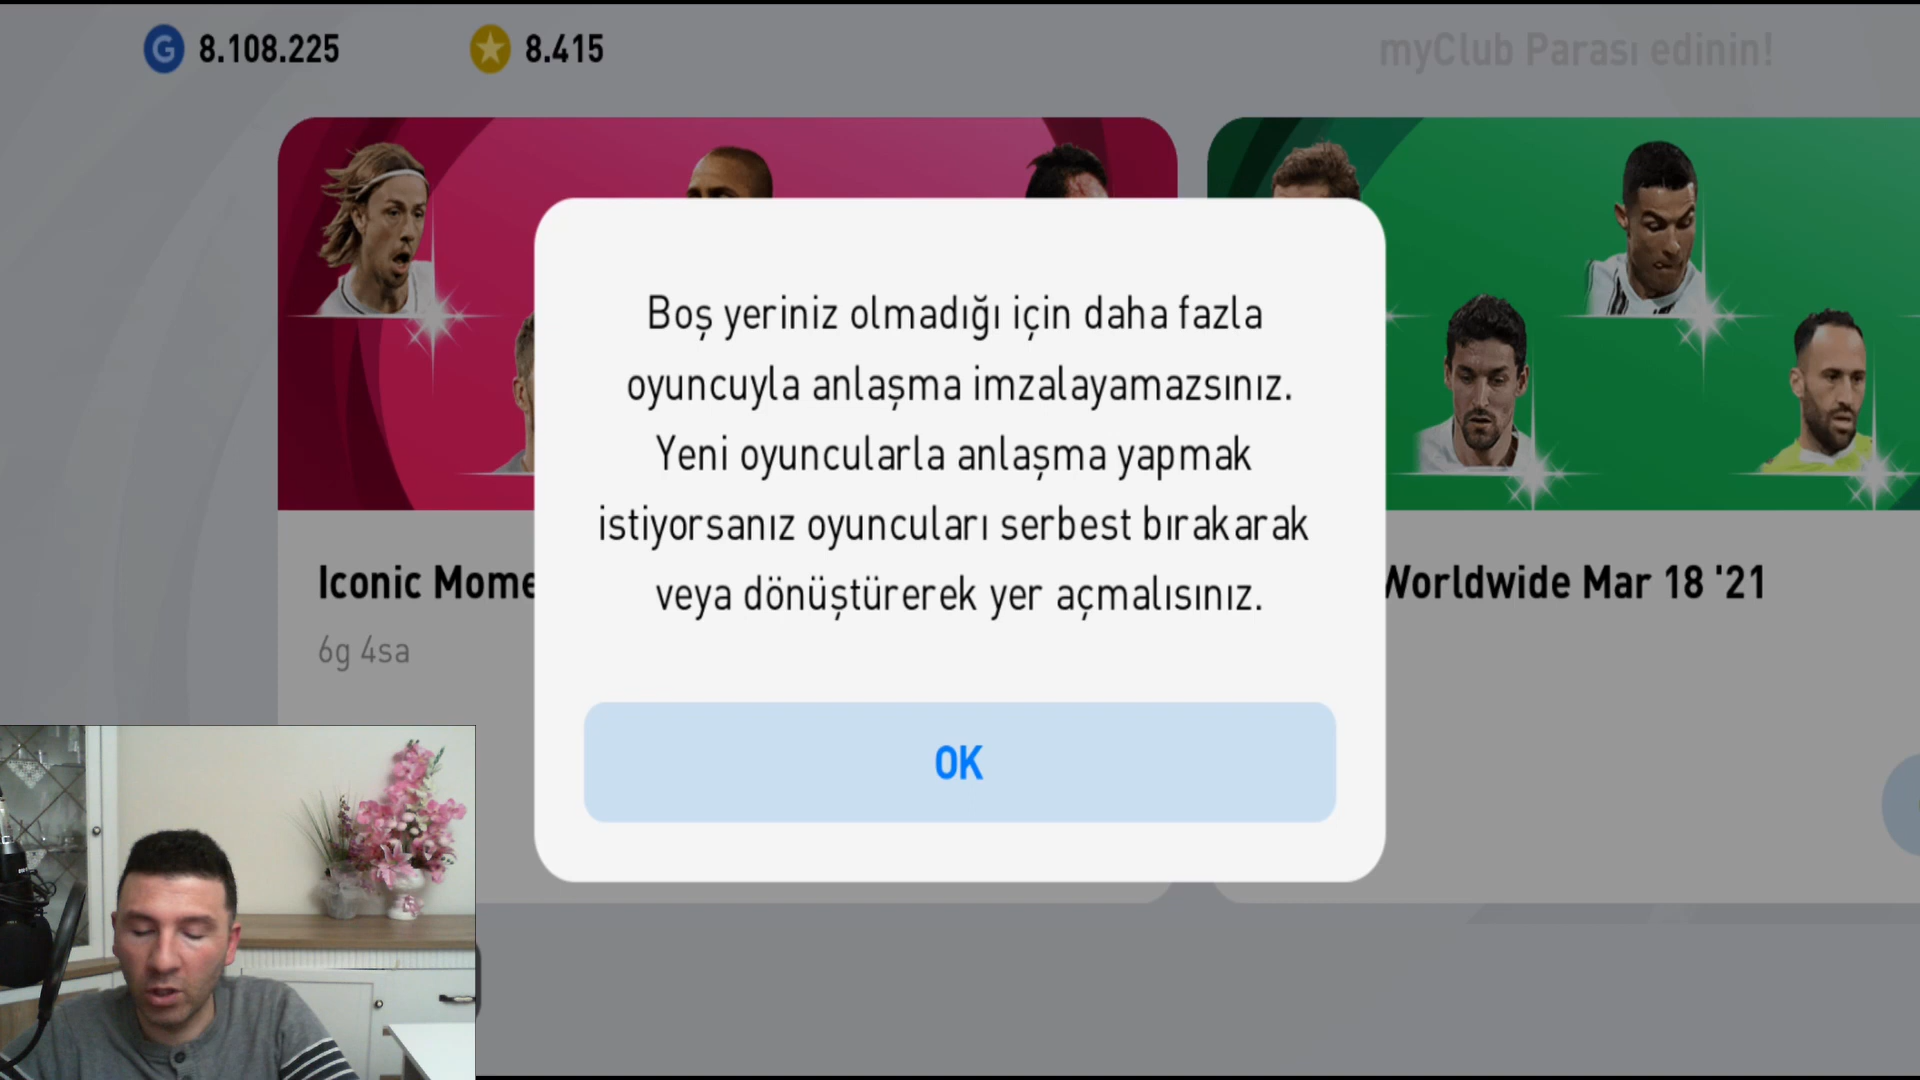 8.108.225
8.415
myClub Parası edinin!
Boş yeriniz olmadığı için daha fazla
oyuncuyla anlaşma imzalayamazsınız.
Yeni oyuncularla anlaşma yapmak
istiyorsanız oyuncuları serbest bırakarak
veya dönüştürerek yer açmalısınız.
OK
Iconic Mome
6g 4sa
Worldwide Mar 18 '21